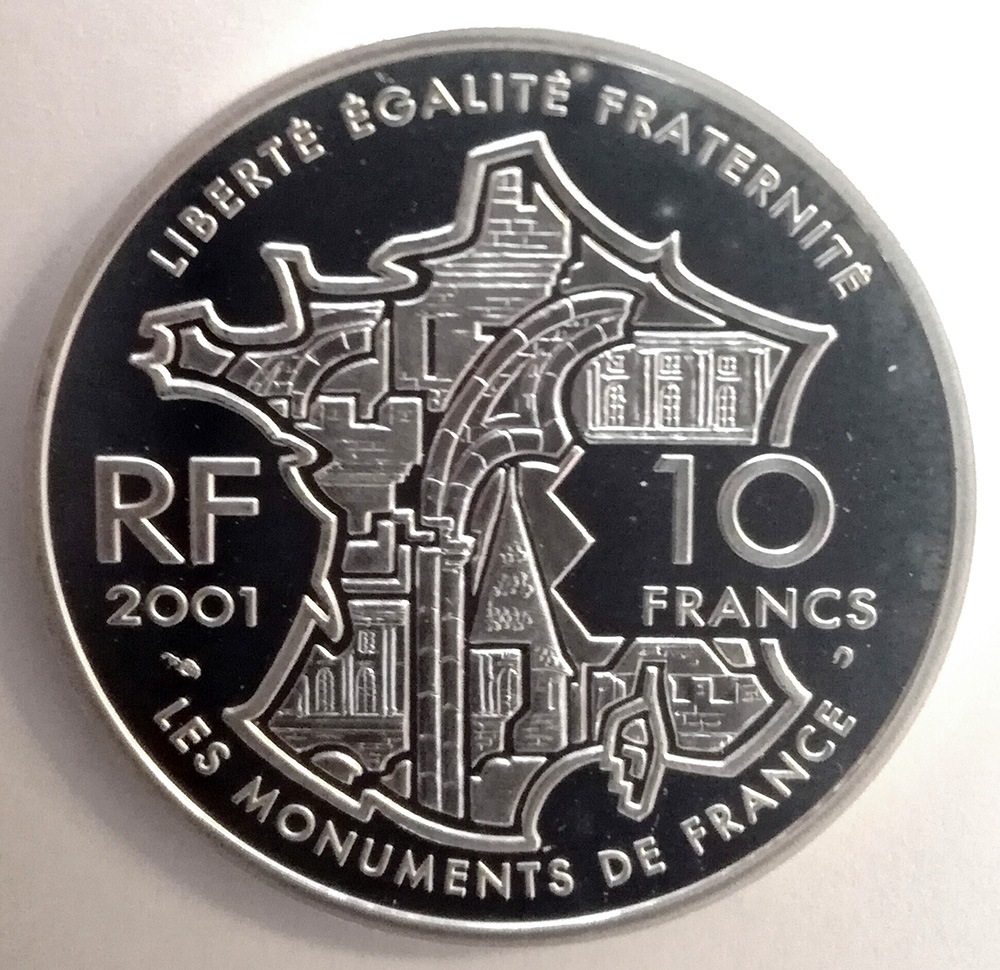 LIBERTÉ ÉGALITÉ FRATERNITÉ
RF
2001
10
FRANCS
LES MONUMENTS DE FRANCE